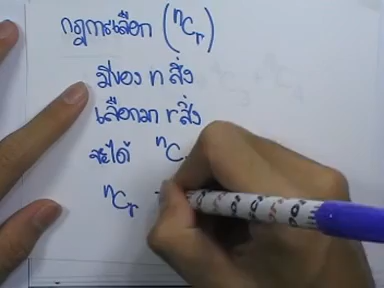 กฎการเลือก (ⁿCᵣ)
มีของ n สิ่ง
เลือกมา r สิ่ง
จะได้ ⁿC
ⁿCᵣ